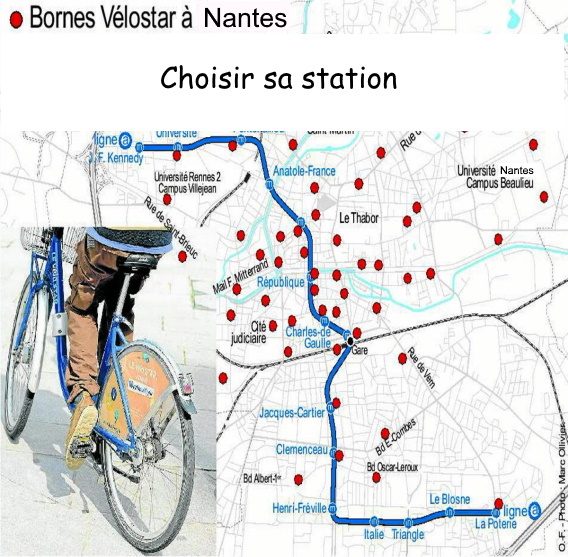 Bornes Vélostar à Nantes
Choisir sa station
ligne a
Université
J. F. Kennedy
Saint-Martin
Rue d
Anatole-France
Université Rennes 2
Campus Villejean
Université Nantes
Campus Beaulieu
Rue de Saint-Brieuc
Le Thabor
Mail F. Mitterrand
République
Cité
judiciaire
Charles-de
Gaulle
Gare
Rue de Vern
Jacques-Cartier
Clemenceau
Bd E-Combes
Bd Oscar-Leroux
Bd Albert-1er
Henri-Fréville
Italie
Triangle
Le Blosne
La Poterie
ligne a
O.-F. - Photo : Marc Ollivier